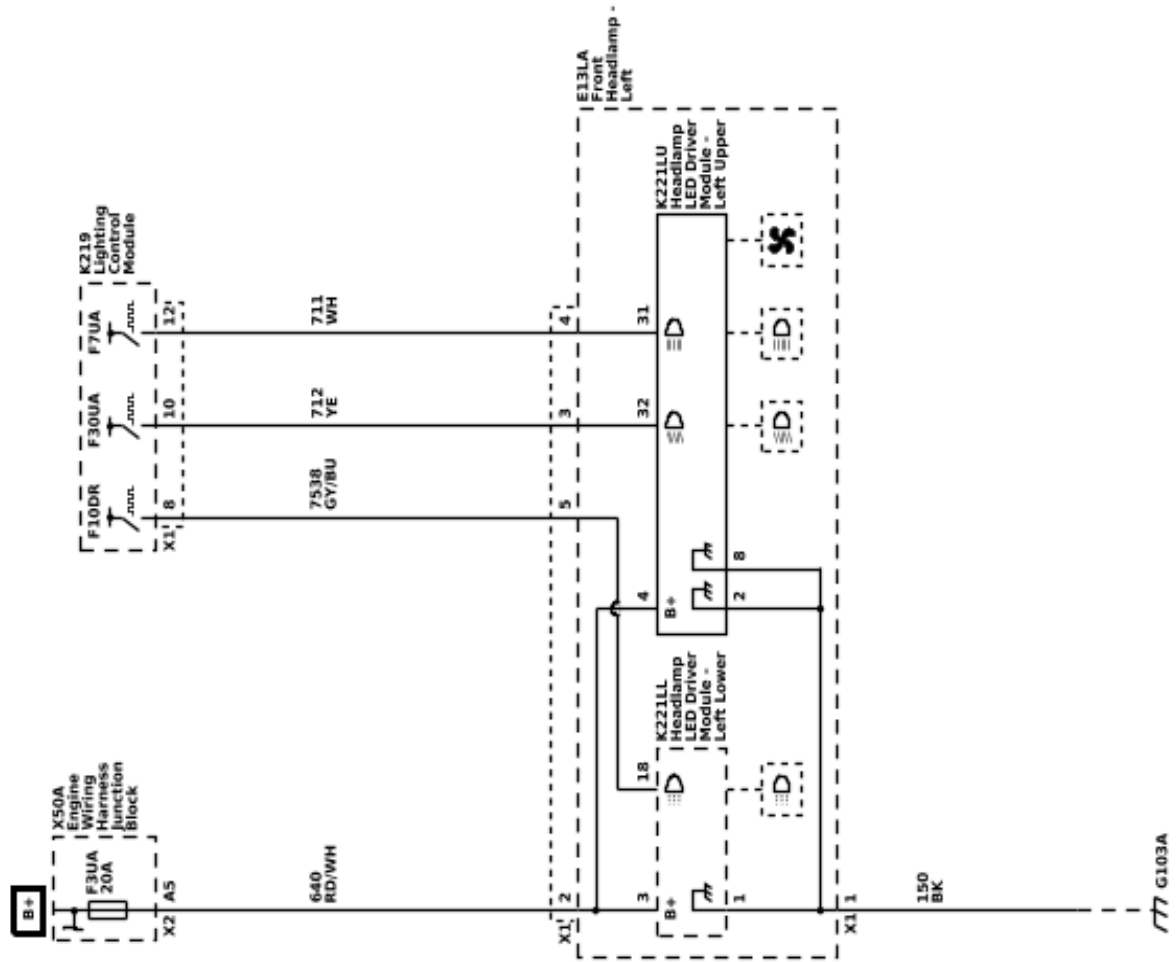 B+
X50A
Engine
Wiring
Harness
Junction
Block
F3UA
20A
X2
A5
K219
Lighting
Control
Module
F10DR
F30UA
F7UA
X1
8
10
12
640
RD/WH
7538
GY/BU
712
YE
711
WH
E13LA
Front
Headlamp -
Left
X1
2
5
3
4
K221LL
Headlamp
LED Driver
Module -
Left Lower
K221LU
Headlamp
LED Driver
Module -
Left Upper
3
18
4
32
31
B+
B+
1
2
8
X1
1
150
BK
G103A